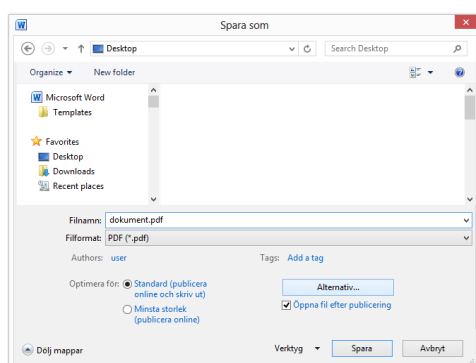 Spara som
Desktop
Search Desktop
Organize
New folder
Microsoft Word
Templates
Favorites
Desktop
Downloads
Recent places
Filnamn: dokument.pdf
Filformat: PDF (*.pdf)
Authors: user
Tags: Add a tag
Optimera för: Standard (publicera
online och skriv ut)
Minsta storlek
(publicera online)
Alternativ...
Öppna fil efter publicering
Dölj mappar
Verktyg
Spara
Avbryt